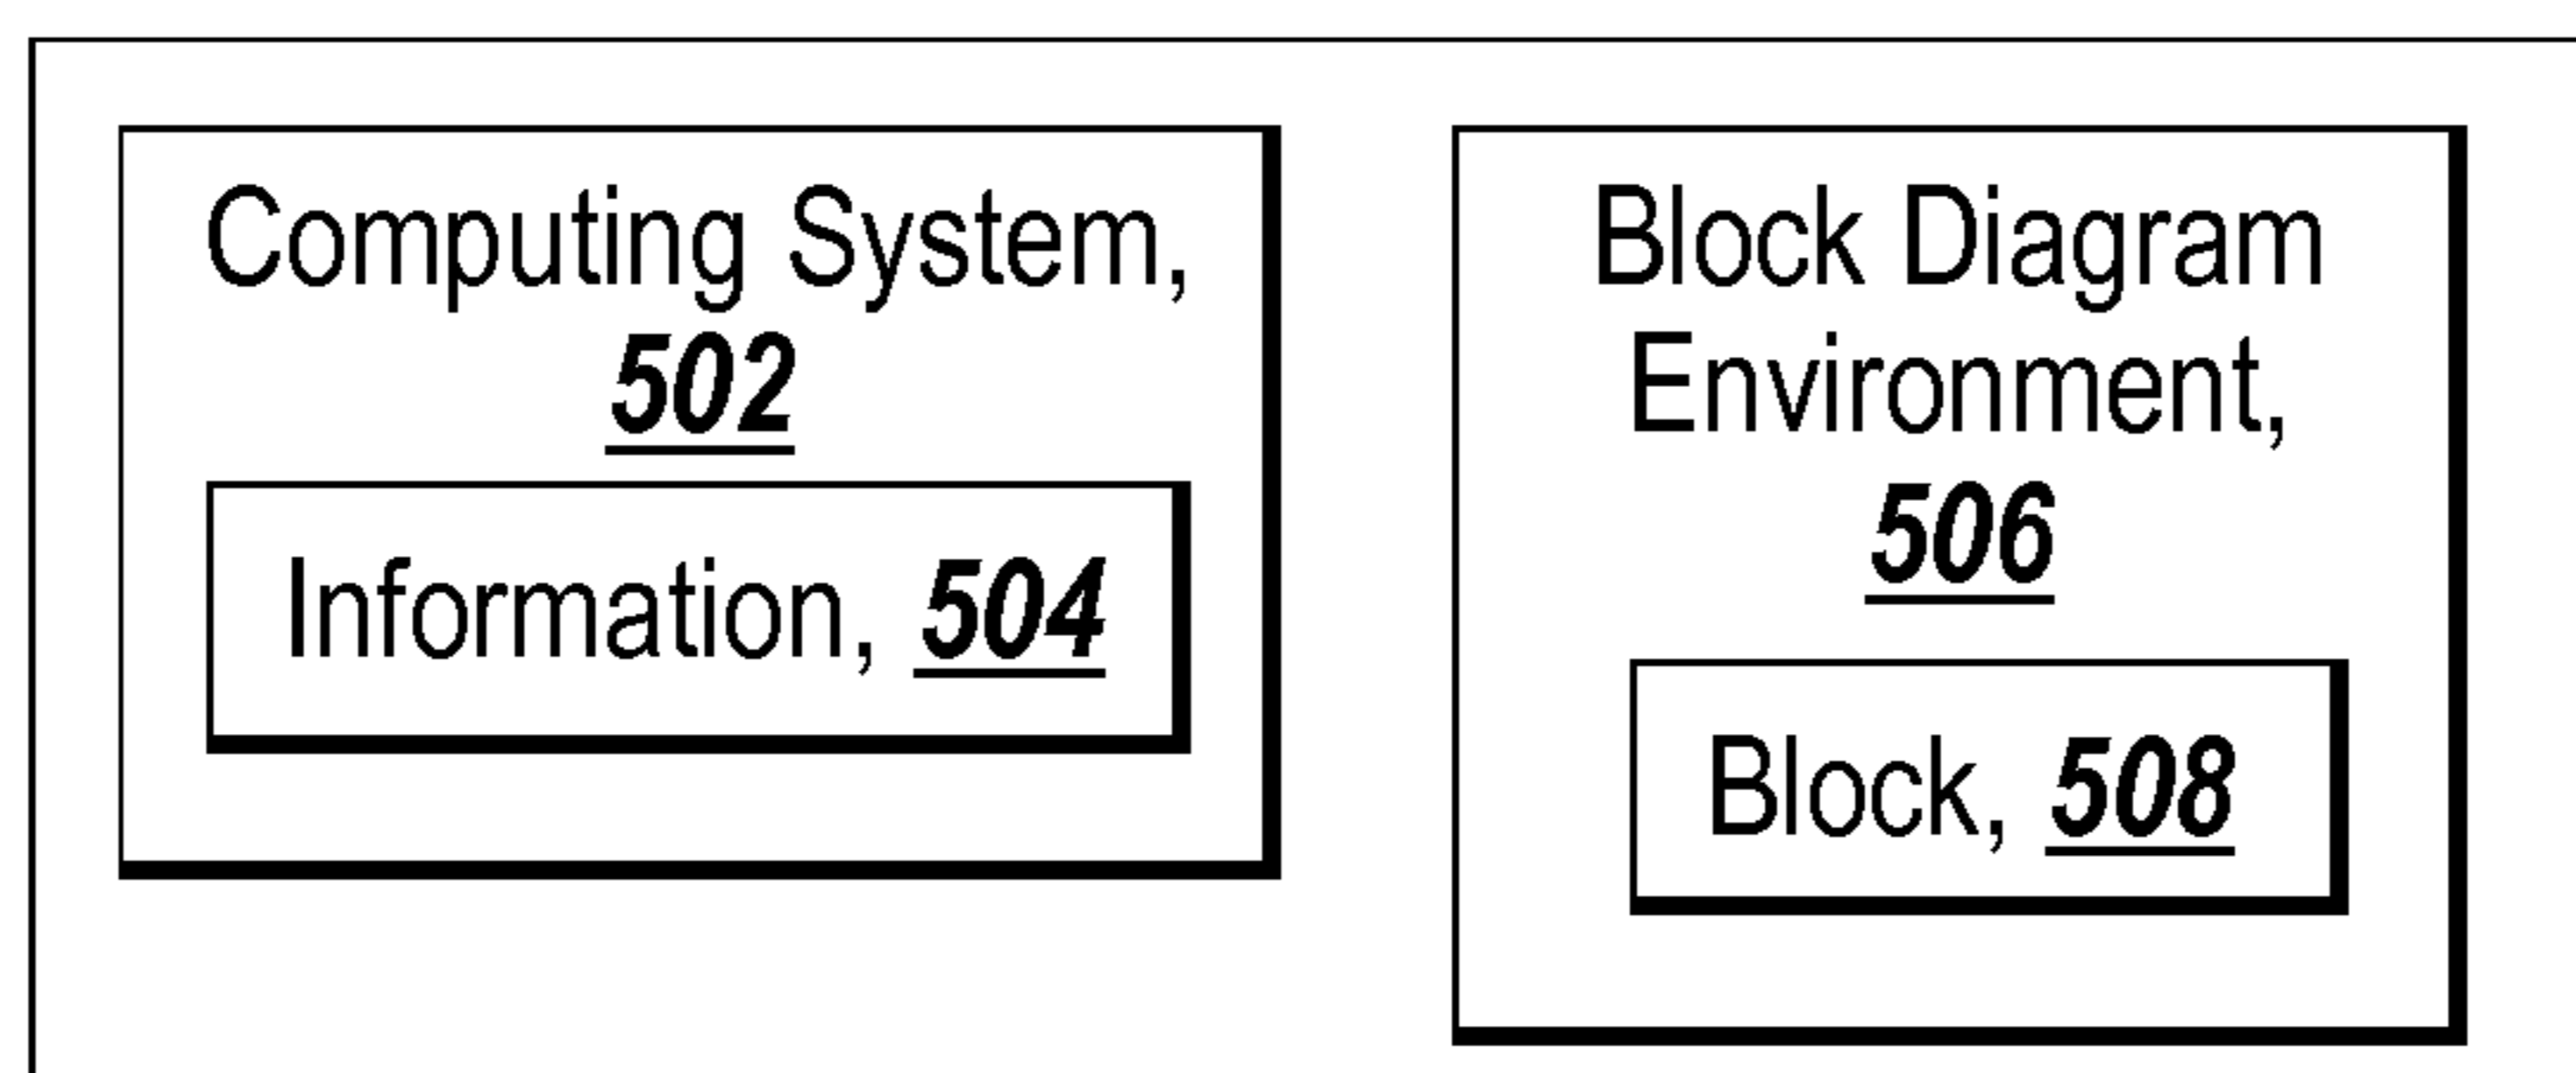 Computing System,
502
Information, 504
Block Diagram
Environment,
506
Block, 508